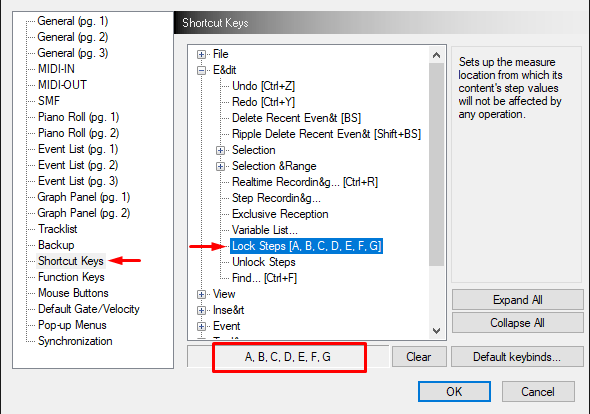 General (pg. 1)
General (pg. 2)
General (pg. 3)
MIDI-IN
MIDI-OUT
SMF
Piano Roll (pg. 1)
Piano Roll (pg. 2)
Event List (pg. 1)
Event List (pg. 2)
Event List (pg. 3)
Graph Panel (pg. 1)
Graph Panel (pg. 2)
Tracklist
Backup
Shortcut Keys
Function Keys
Mouse Buttons
Default Gate/Velocity
Pop-up Menus
Synchronization
Shortcut Keys
File
E&dit
Undo [Ctrl+Z]
Redo [Ctrl+Y]
Delete Recent Even&t [BS]
Ripple Delete Recent Even&t [Shift+BS]
Selection
Selection &Range
Realtime Recordin&g... [Ctrl+R]
Step Recordin&g...
Exclusive Reception
Variable List...
Lock Steps [A, B, C, D, E, F, G]
Unlock Steps
Find... [Ctrl+F]
View
Inse&rt
Event
Sets up the measure
location from which its
content's step values
will not be affected by
any operation.
Expand All
Collapse All
A, B, C, D, E, F, G
Clear
Default keybinds...
OK
Cancel